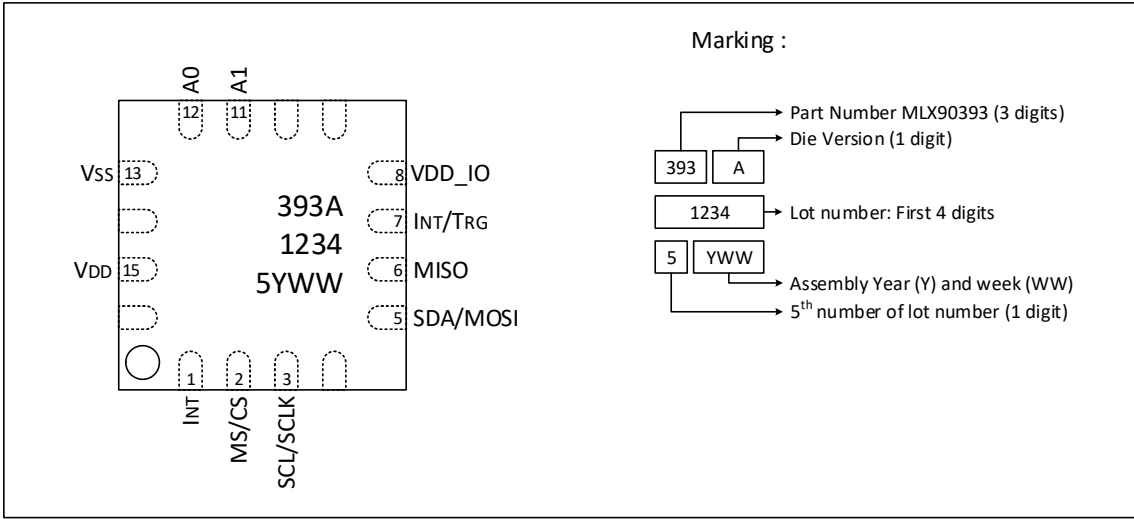 Marking :
A0
A1
12
11
Vss
13
8
VDD_IO
393A
7
INT/TRG
1234
VDD
15
6
MISO
5YWW
5
SDA/MOSI
1
2
3
INT
MS/CS
SCL/SCLK
Part Number MLX90393 (3 digits)
Die Version (1 digit)
393
A
1234
Lot number: First 4 digits
5
YWW
Assembly Year (Y) and week (WW)
5th number of lot number (1 digit)